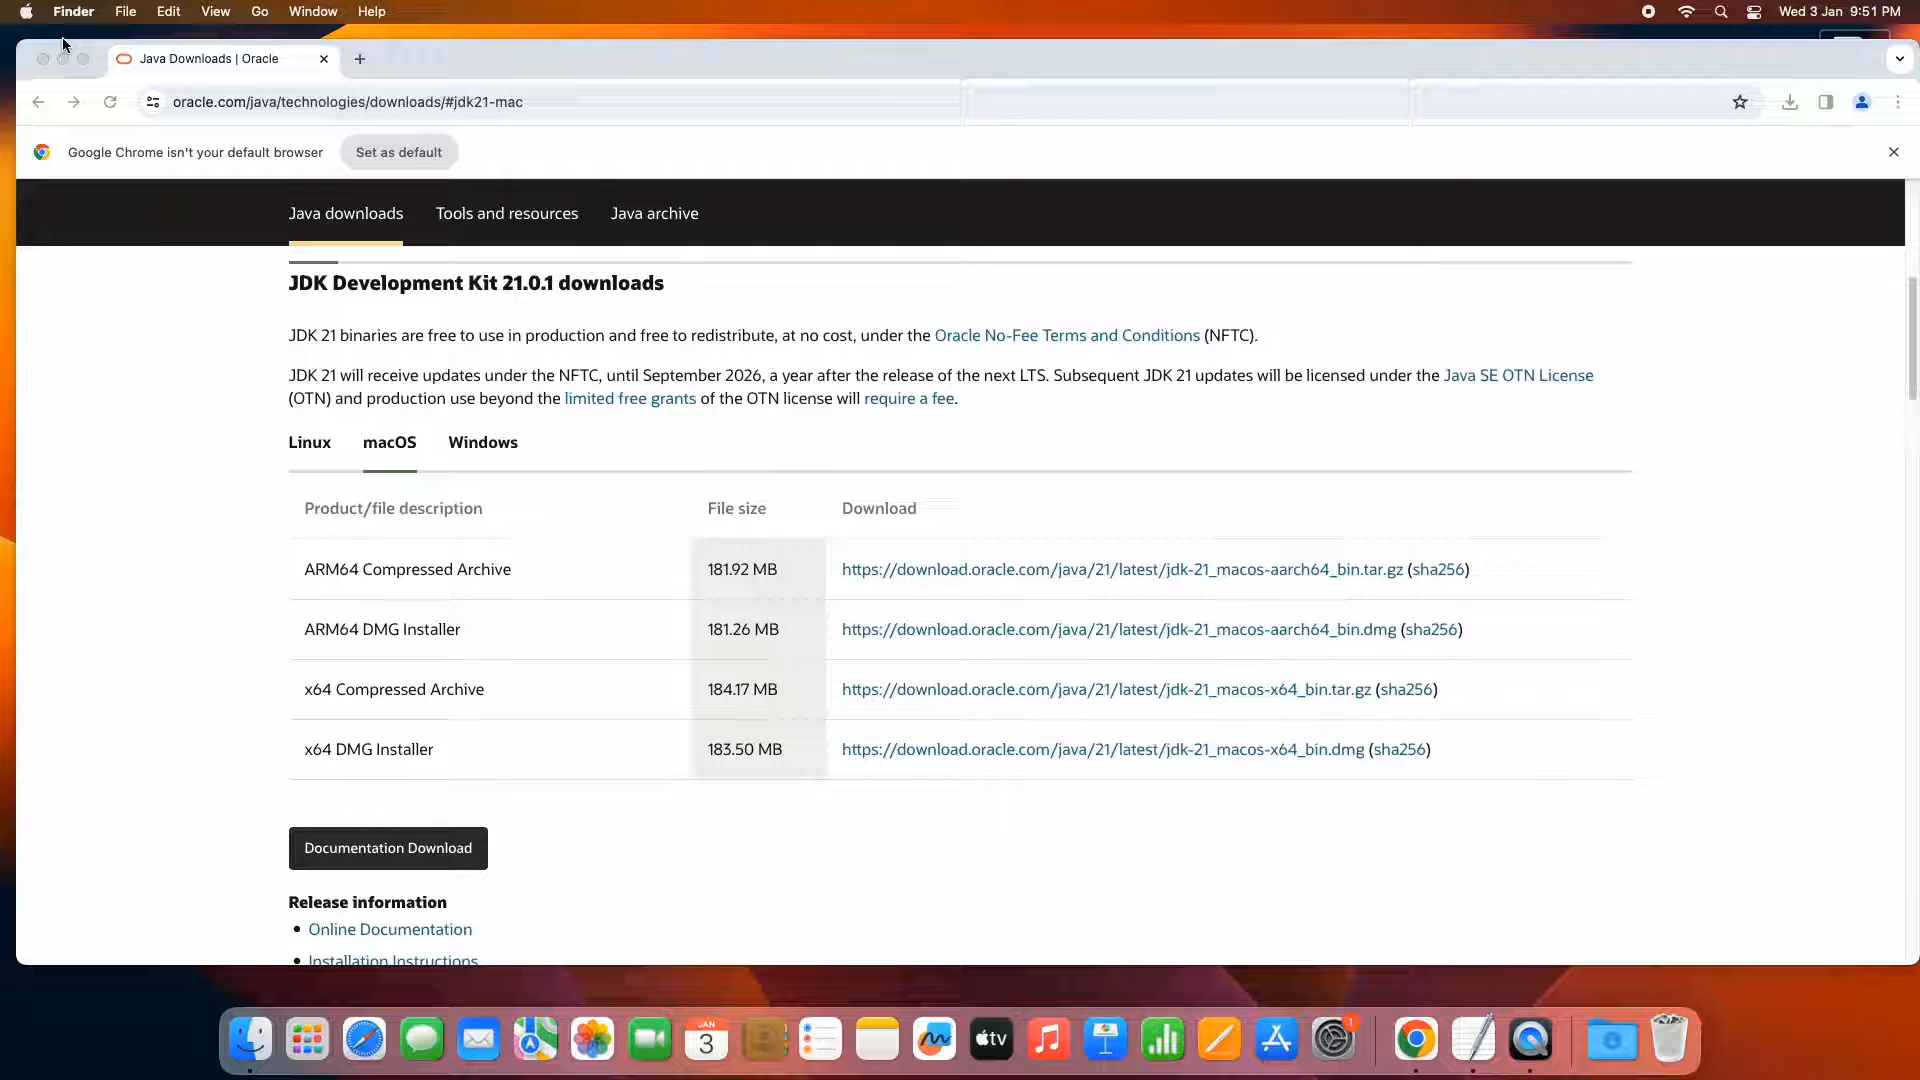 Finder File Edit View Go Window Help
Wed 3 Jan 9:51 PM
Java Downloads | Oracle
oracle.com/java/technologies/downloads/#jdk21-mac
Google Chrome isn't your default browser Set as default
Java downloads Tools and resources Java archive
JDK Development Kit 21.0.1 downloads
JDK 21 binaries are free to use in production and free to redistribute, at no cost, under the Oracle No-Fee Terms and Conditions (NFTC).
JDK 21 will receive updates under the NFTC, until September 2026, a year after the release of the next LTS. Subsequent JDK 21 updates will be licensed under the Java SE OTN License
(OTN) and production use beyond the limited free grants of the OTN license will require a fee.
Linux macOS Windows
Product/file description File size Download
ARM64 Compressed Archive 181.92 MB https://download.oracle.com/java/21/latest/jdk-21_macos-aarch64_bin.tar.gz (sha256)
ARM64 DMG Installer 181.26 MB https://download.oracle.com/java/21/latest/jdk-21_macos-aarch64_bin.dmg (sha256)
x64 Compressed Archive 184.17 MB https://download.oracle.com/java/21/latest/jdk-21_macos-x64_bin.tar.gz (sha256)
x64 DMG Installer 183.50 MB https://download.oracle.com/java/21/latest/jdk-21_macos-x64_bin.dmg (sha256)
Documentation Download
Release information
Online Documentation
Installation Instructions
JAN
3
tv
1